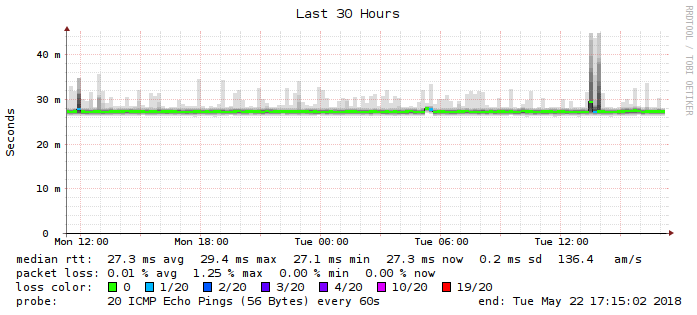 Last 30 Hours
RRDTOOL / TOBI OETIKER
Seconds
40 m
30 m
20 m
10 m
0
Mon 12:00 Mon 18:00 Tue 00:00 Tue 06:00 Tue 12:00
median rtt: 27.3 ms avg 29.4 ms max 27.1 ms min 27.3 ms now 0.2 ms sd 136.4 am/s
packet loss: 0.01 % avg 1.25 % max 0.00 % min 0.00 % now
loss color: 0 1/20 2/20 3/20 4/20 10/20 19/20
probe: 20 ICMP Echo Pings (56 Bytes) every 60s end: Tue May 22 17:15:02 2018